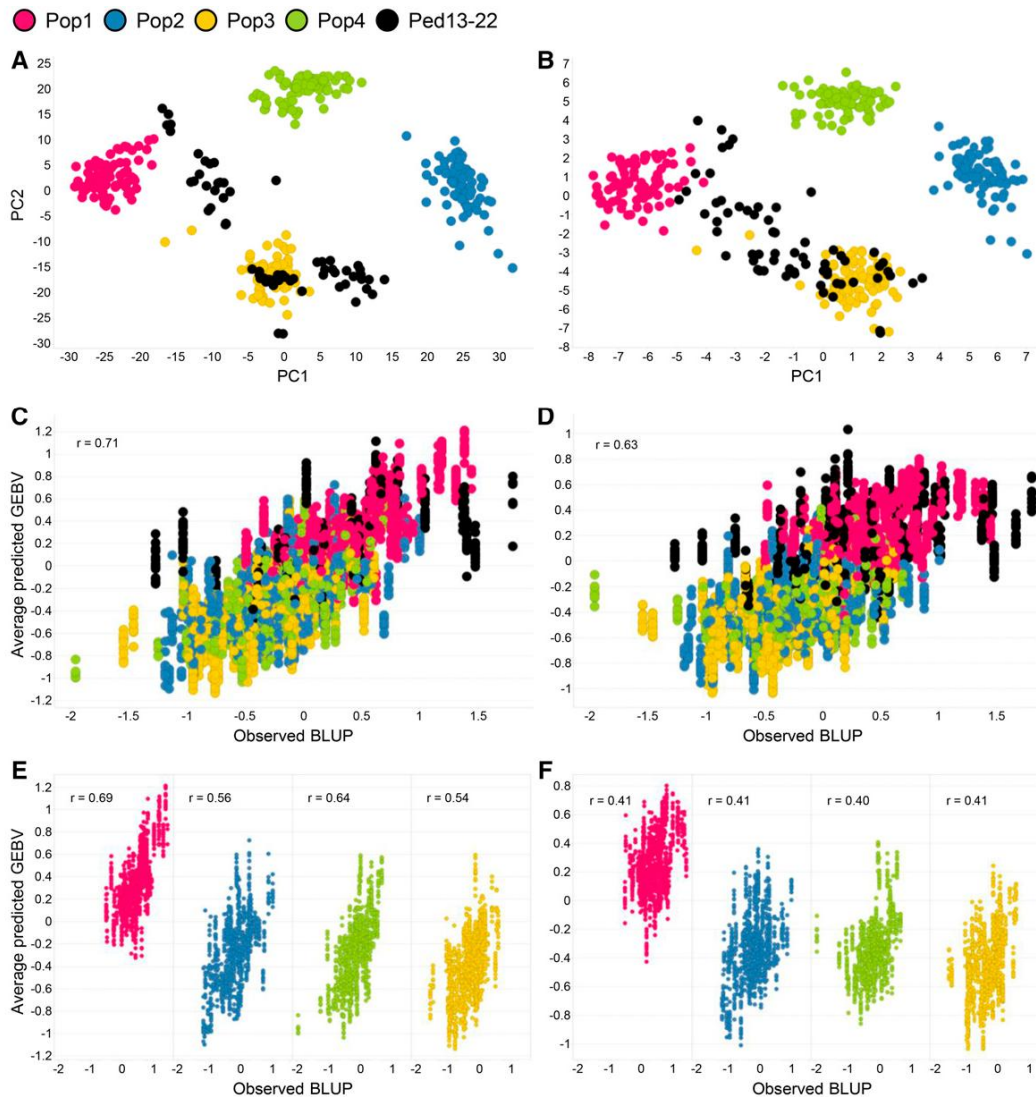 Pop1 Pop2 Pop3 Pop4 Ped13-22
A
25
20
15
10
5
0
-5
-10
-15
-20
-25
-30
PC2
-30 -25 -20 -15 -10 -5 0 5 10 15 20 25 30
PC1
B
7
6
5
4
3
2
1
0
-1
-2
-3
-4
-5
-6
-7
-8
-8 -7 -6 -5 -4 -3 -2 -1 0 1 2 3 4 5 6 7
PC1
C
r = 0.71
1.2
1
0.8
0.6
0.4
0.2
0
-0.2
-0.4
-0.6
-0.8
-1
-1.2
Average predicted GEBV
-2 -1.5 -1 -0.5 0 0.5 1 1.5
Observed BLUP
D
r = 0.63
1
0.8
0.6
0.4
0.2
0
-0.2
-0.4
-0.6
-0.8
-1
-2 -1.5 -1 -0.5 0 0.5 1 1.5
Observed BLUP
E
r = 0.69 r = 0.56 r = 0.64 r = 0.54
1.2
1
0.8
0.6
0.4
0.2
0
-0.2
-0.4
-0.6
-0.8
-1
-1.2
Average predicted GEBV
-2 -1 0 1 -2 -1 0 1 -2 -1 0 1 -2 -1 0 1
Observed BLUP Observed BLUP
F
r = 0.41 r = 0.41 r = 0.40 r = 0.41
0.8
0.6
0.4
0.2
0
-0.2
-0.4
-0.6
-0.8
-1
-2 -1 0 1 -2 -1 0 1 -2 -1 0 1 -2 -1 0 1
Observed BLUP Observed BLUP